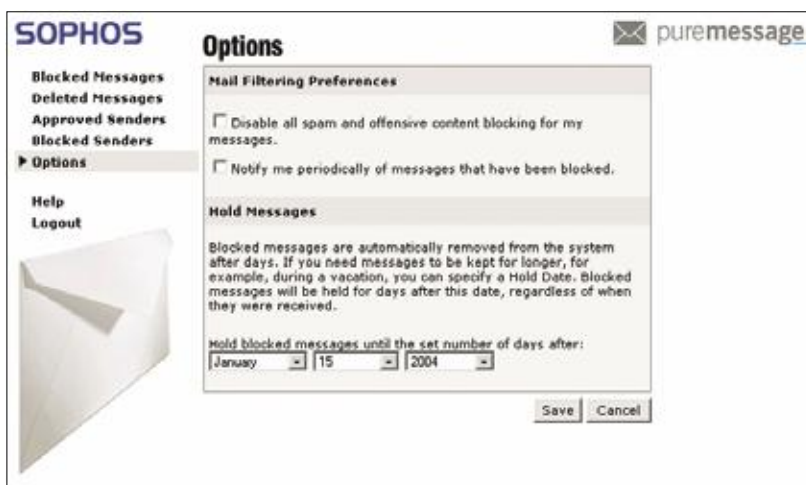 SOPHOS
Options
puremessage
Blocked Messages
Deleted Messages
Approved Senders
Blocked Senders
Options
Help
Logout
Mail Filtering Preferences
Disable all spam and offensive content blocking for my
messages.
Notify me periodically of messages that have been blocked.
Hold Messages
Blocked messages are automatically removed from the system
after days. If you need messages to be kept for longer, for
example, during a vacation, you can specify a Hold Date. Blocked
messages will be held for days after this date, regardless of when
they were received.
Hold blocked messages until the set number of days after:
January 15 2004
Save Cancel